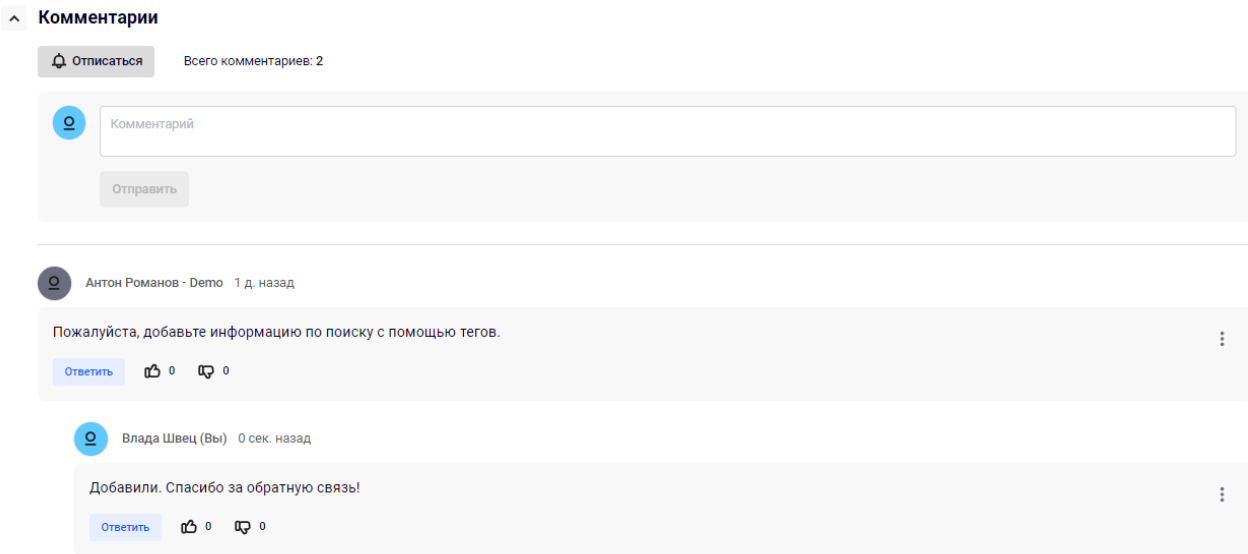 Комментарии
Отписаться Всего комментариев: 2
Комментарий
Отправить
Антон Романов - Demo 1 д. назад
Пожалуйста, добавьте информацию по поиску с помощью тегов.
Ответить 0 0
Влада Швец (Вы) 0 сек. назад
Добавили. Спасибо за обратную связь!
Ответить 0 0